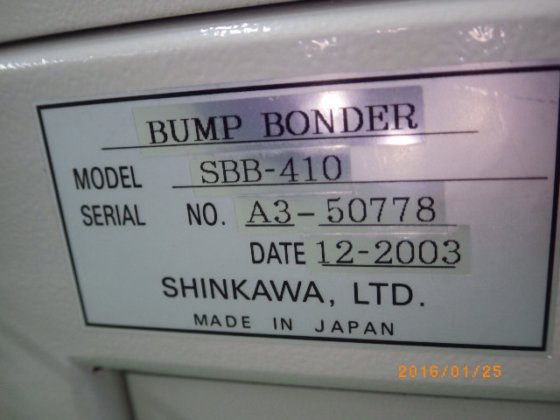 BUMP BONDER
MODEL SBB-410
SERIAL NO. A3-50778
DATE 12-2003
SHINKAWA, LTD.
MADE IN JAPAN
2016/01/25